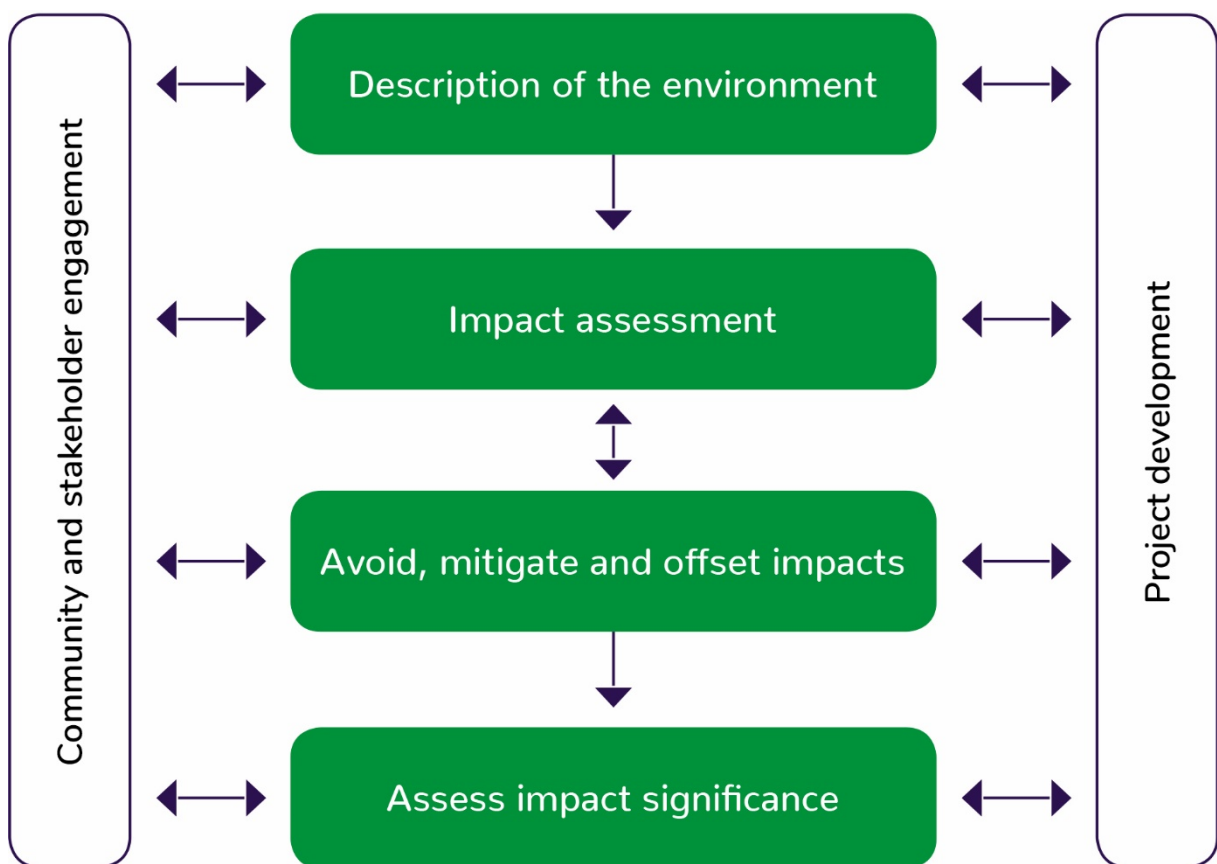 Community and stakeholder engagement
Description of the environment
Impact assessment
Avoid, mitigate and offset impacts
Assess impact significance
Project development